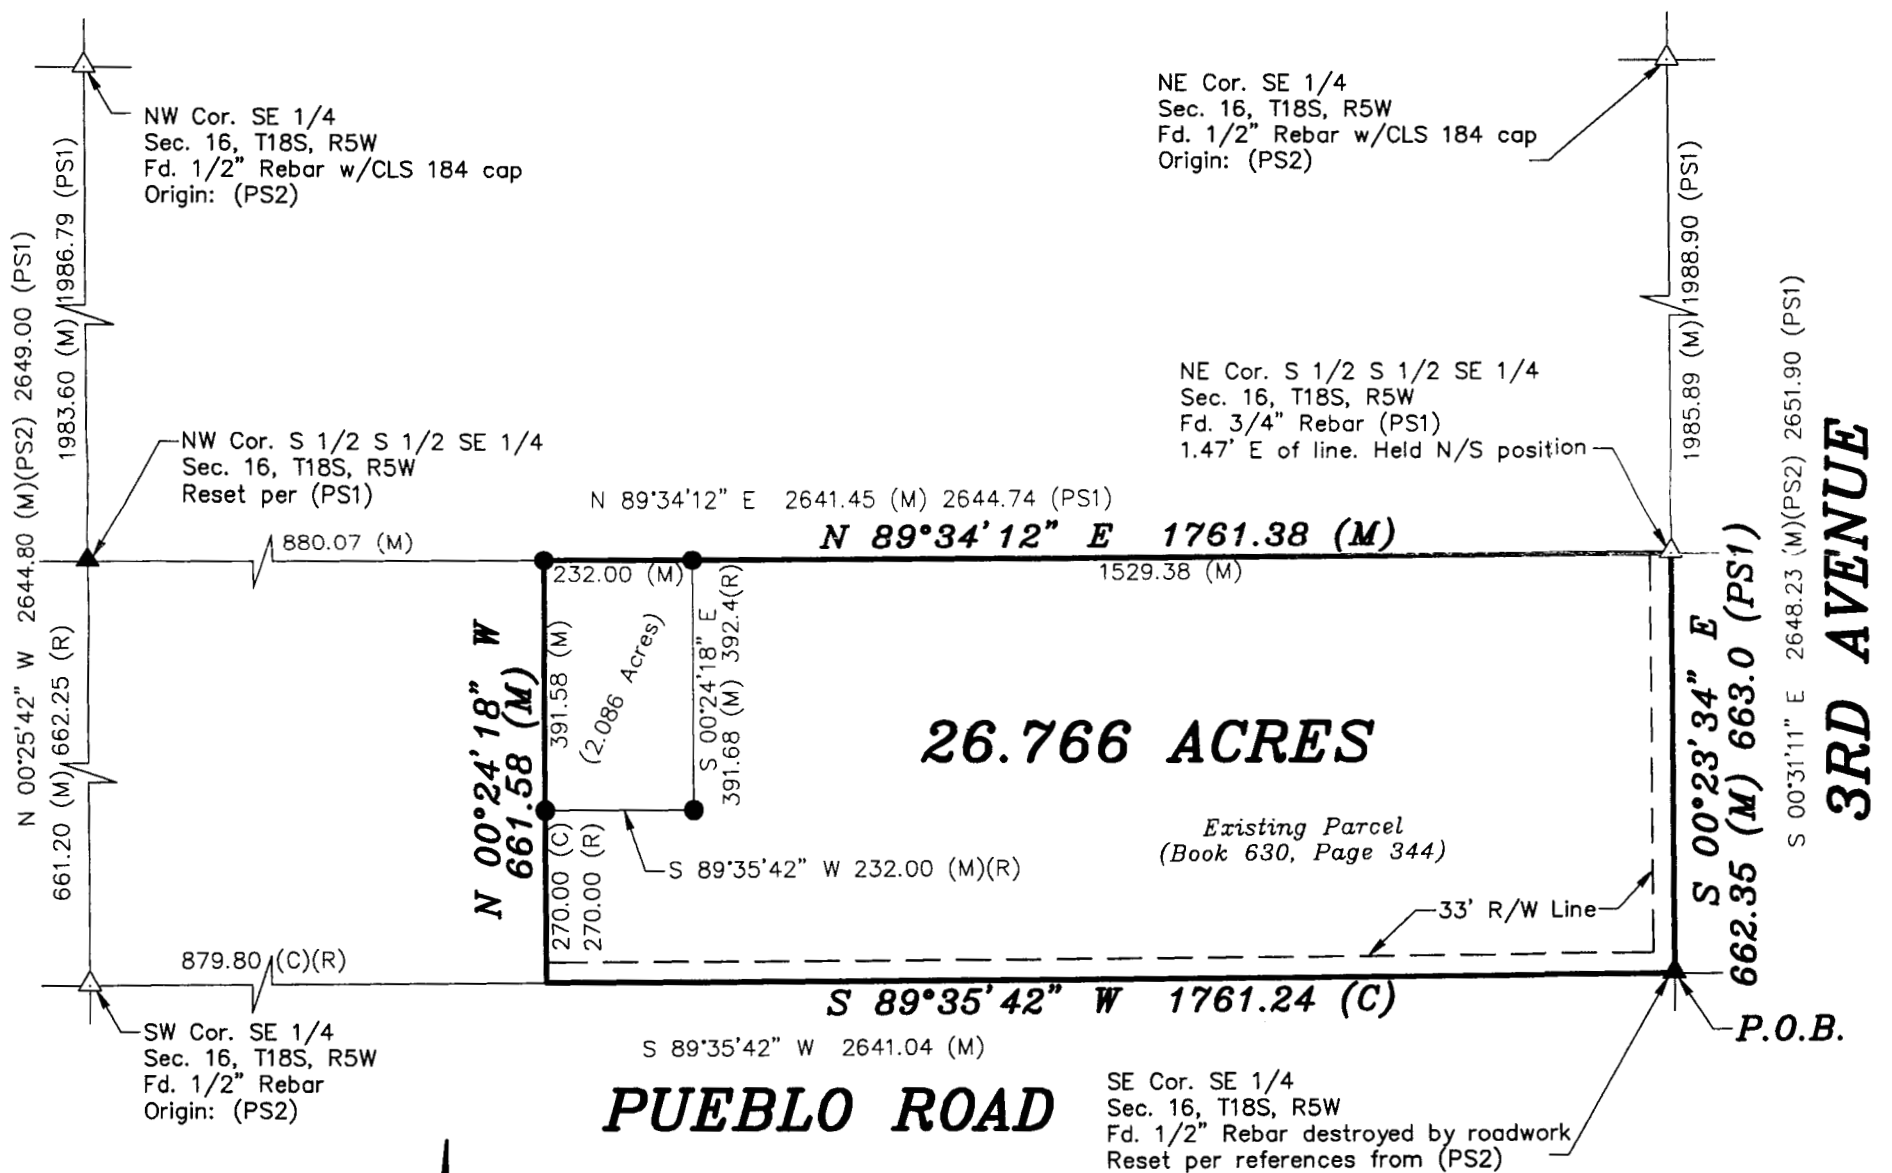 NW Cor. SE 1/4
Sec. 16, T18S, R5W
Fd. 1/2" Rebar w/CLS 184 cap
Origin: (PS2)
NE Cor. SE 1/4
Sec. 16, T18S, R5W
Fd. 1/2" Rebar w/CLS 184 cap
Origin: (PS2)
N 00°25'42" W 2644.80 (M)(PS2) 2649.00 (PS1)
1983.60 (M) 1986.79 (PS1)
1985.89 (M) 1988.90 (PS1)
S 00°31'11" E 2648.23 (M)(PS2) 2651.90 (PS1)
3RD AVENUE
NW Cor. S 1/2 S 1/2 SE 1/4
Sec. 16, T18S, R5W
Reset per (PS1)
NE Cor. S 1/2 S 1/2 SE 1/4
Sec. 16, T18S, R5W
Fd. 3/4" Rebar (PS1)
1.47' E of line. Held N/S position
N 89°34'12" E 2641.45 (M) 2644.74 (PS1)
N 89°34'12" E 1761.38 (M)
880.07 (M)
232.00 (M)
1529.38 (M)
661.20 (M) 662.25 (R)
N 00°24'18" W
661.58 (M)
391.58 (M)
(2.086 Acres)
S 00°24'18" E
391.68 (M) 392.4(R)
26.766 ACRES
Existing Parcel
(Book 630, Page 344)
S 00°23'34" E
662.35 (M) 663.0 (PS1)
270.00 (C)
270.00 (R)
S 89°35'42" W 232.00 (M)(R)
33' R/W Line
879.80 (C)(R)
S 89°35'42" W 1761.24 (C)
P.O.B.
SW Cor. SE 1/4
Sec. 16, T18S, R5W
Fd. 1/2" Rebar
Origin: (PS2)
S 89°35'42" W 2641.04 (M)
PUEBLO ROAD
SE Cor. SE 1/4
Sec. 16, T18S, R5W
Fd. 1/2" Rebar destroyed by roadwork
Reset per references from (PS2)